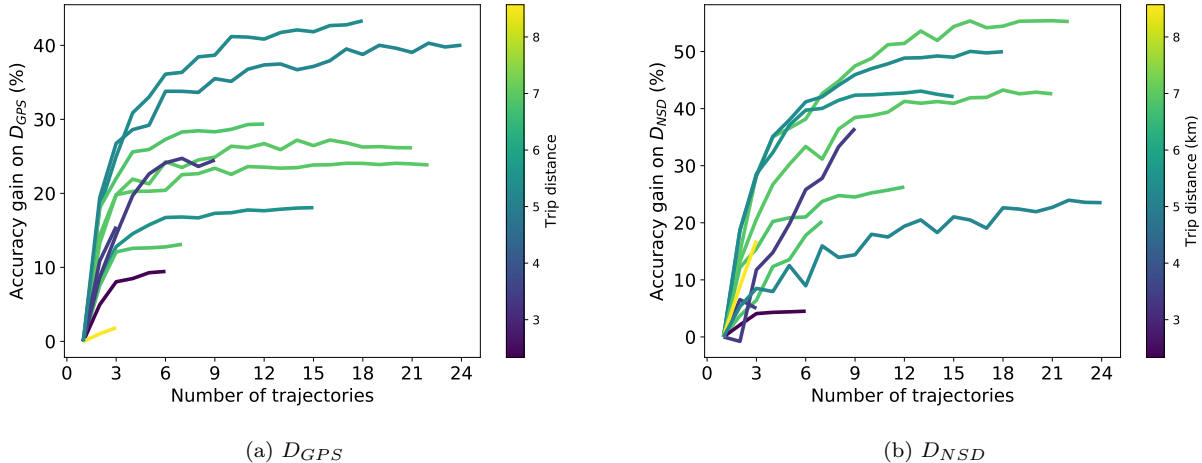 40
30
20
10
0
0 3 6 9 12 15 18 21 24
Number of trajectories
Accuracy gain on D_GPS (%)
8
7
6
5
4
3
Trip distance
(a) D_GPS
50
40
30
20
10
0
0 3 6 9 12 15 18 21 24
Number of trajectories
Accuracy gain on D_NSD (%)
8
7
6
5
4
3
Trip distance (km)
(b) D_NSD